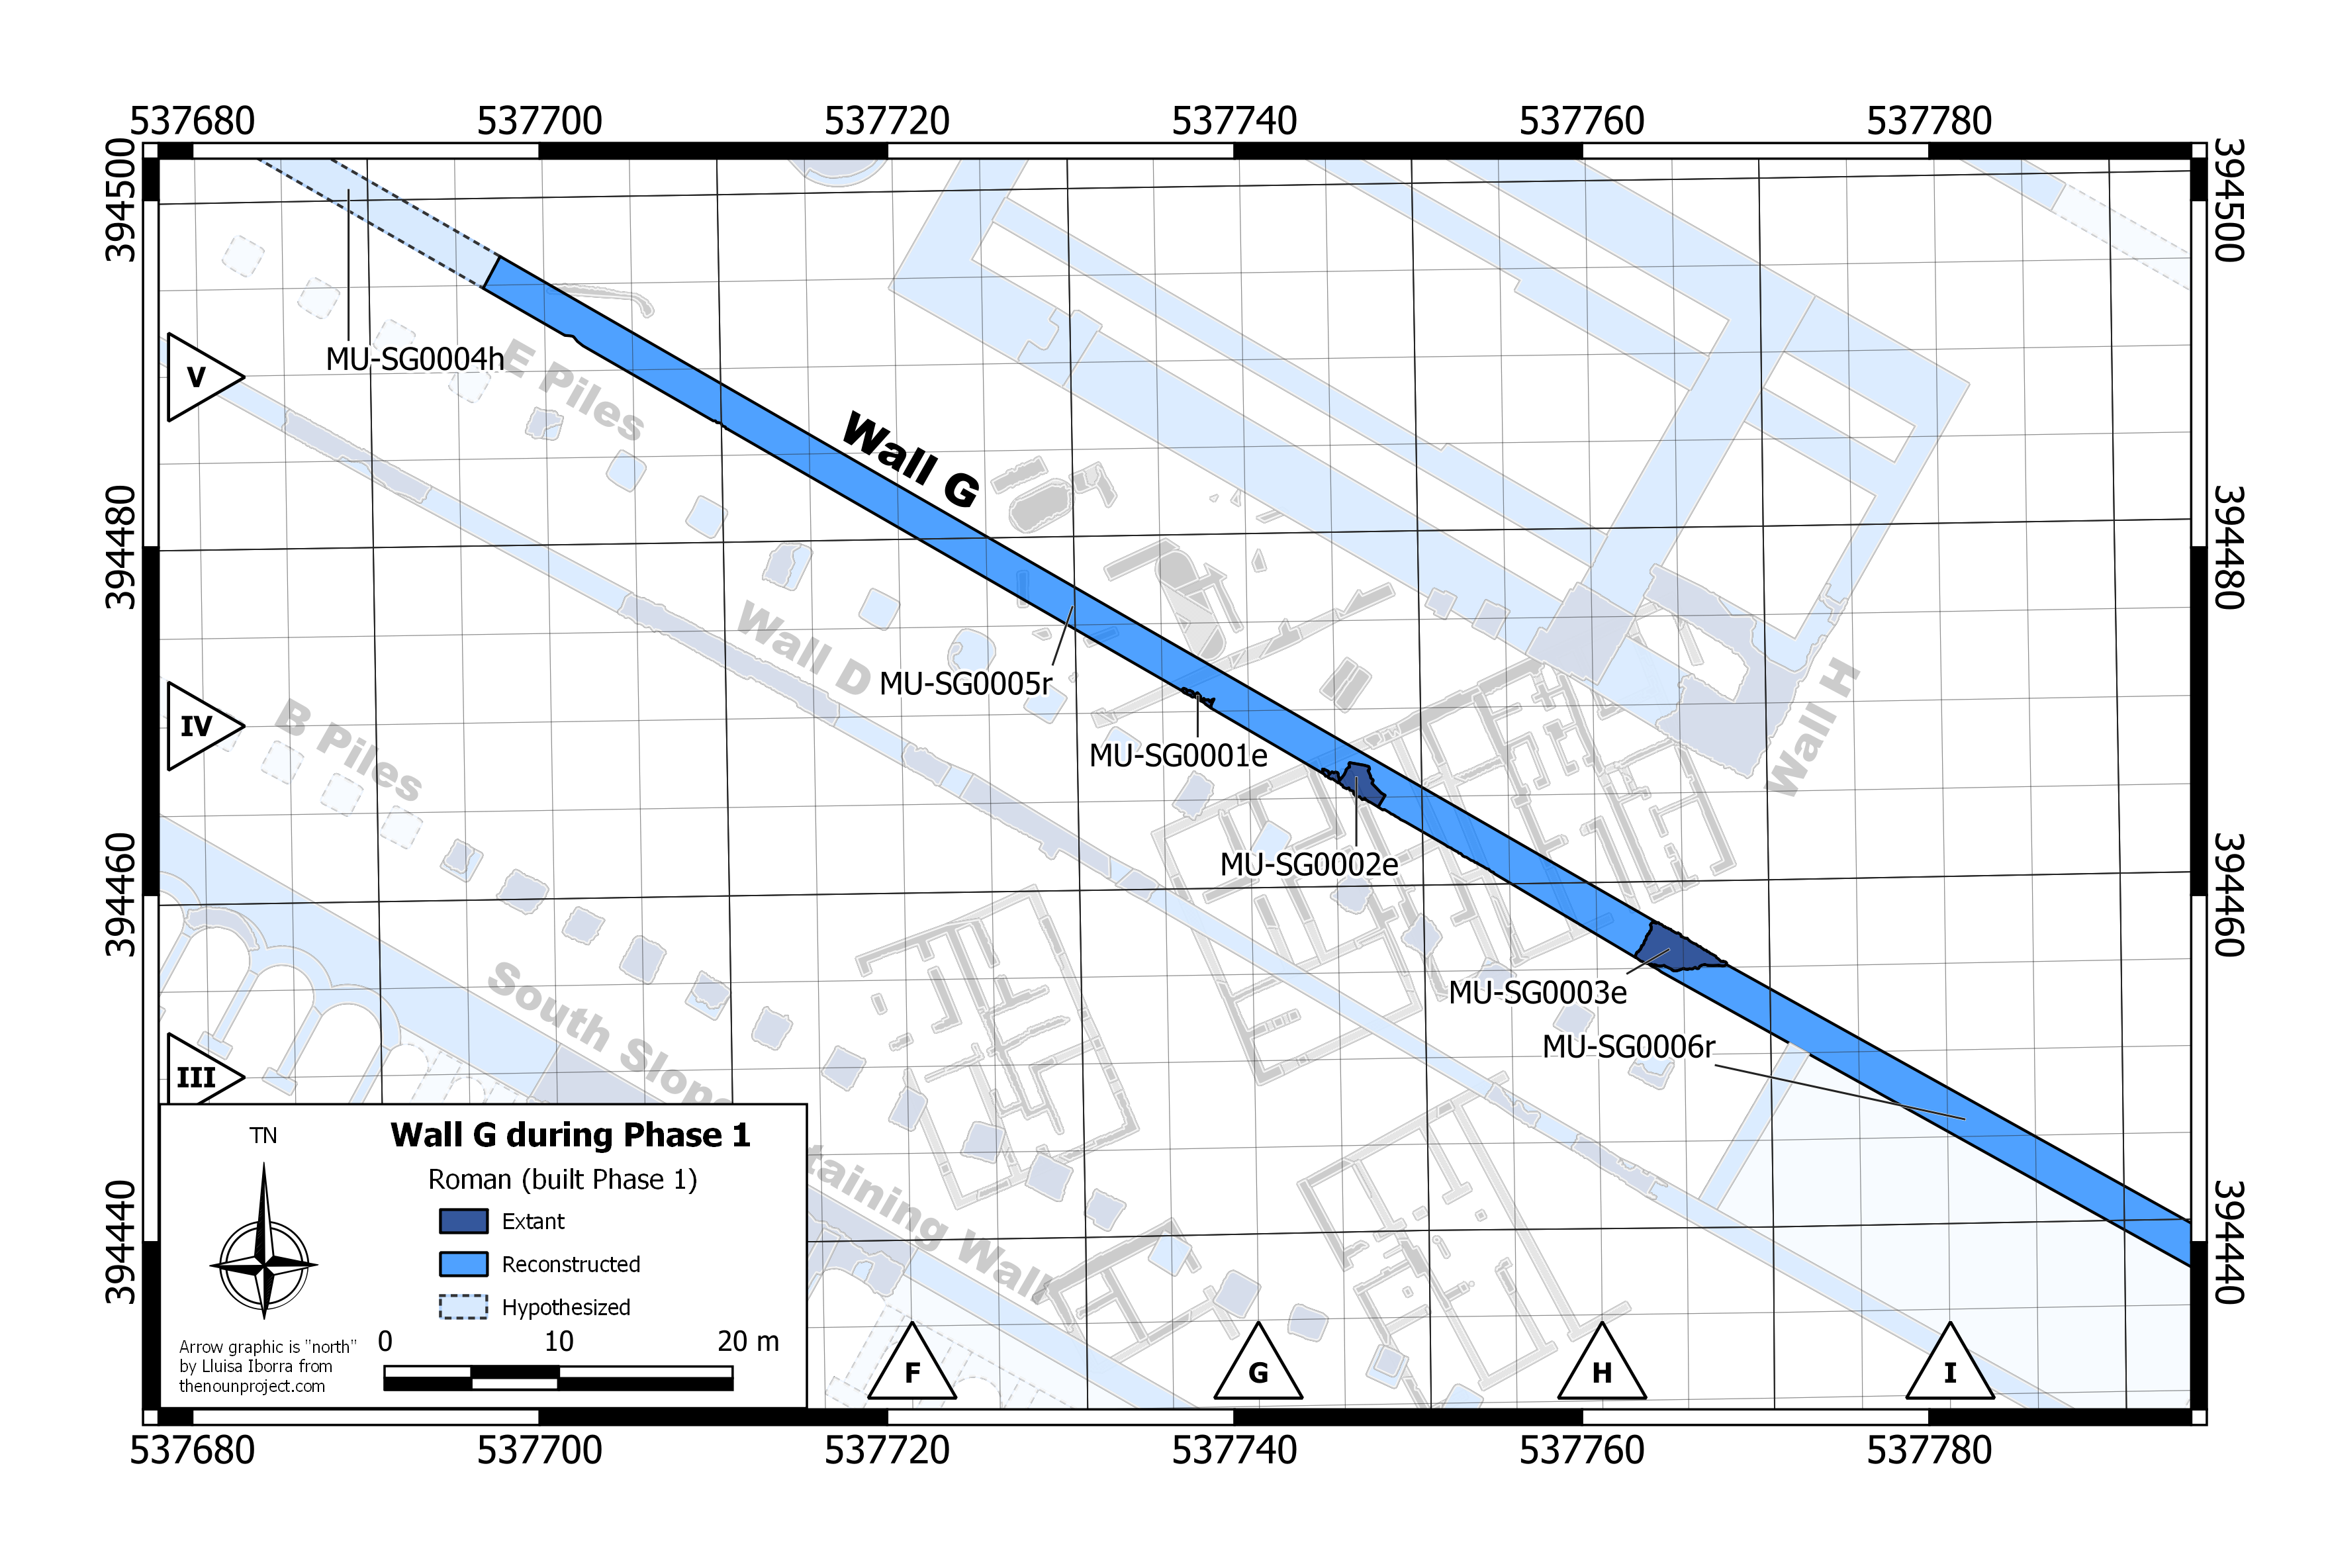 537680 537700 537720 537740 537760 537780
394500
394480
394460
394440
394500
394480
394460
394440
MU-SG0004h
E Piles
V
Wall G
Wall D
MU-SG0005r
MU-SG0001e
Wall H
IV
B Piles
MU-SG0002e
MU-SG0003e
MU-SG0006r
III
South Slope
taining Wall
TN
Wall G during Phase 1
Roman (built Phase 1)
Extant
Reconstructed
Hypothesized
0 10 20 m
Arrow graphic is "north"
by Lluisa Iborra from
thenounproject.com
F G H I
537680 537700 537720 537740 537760 537780